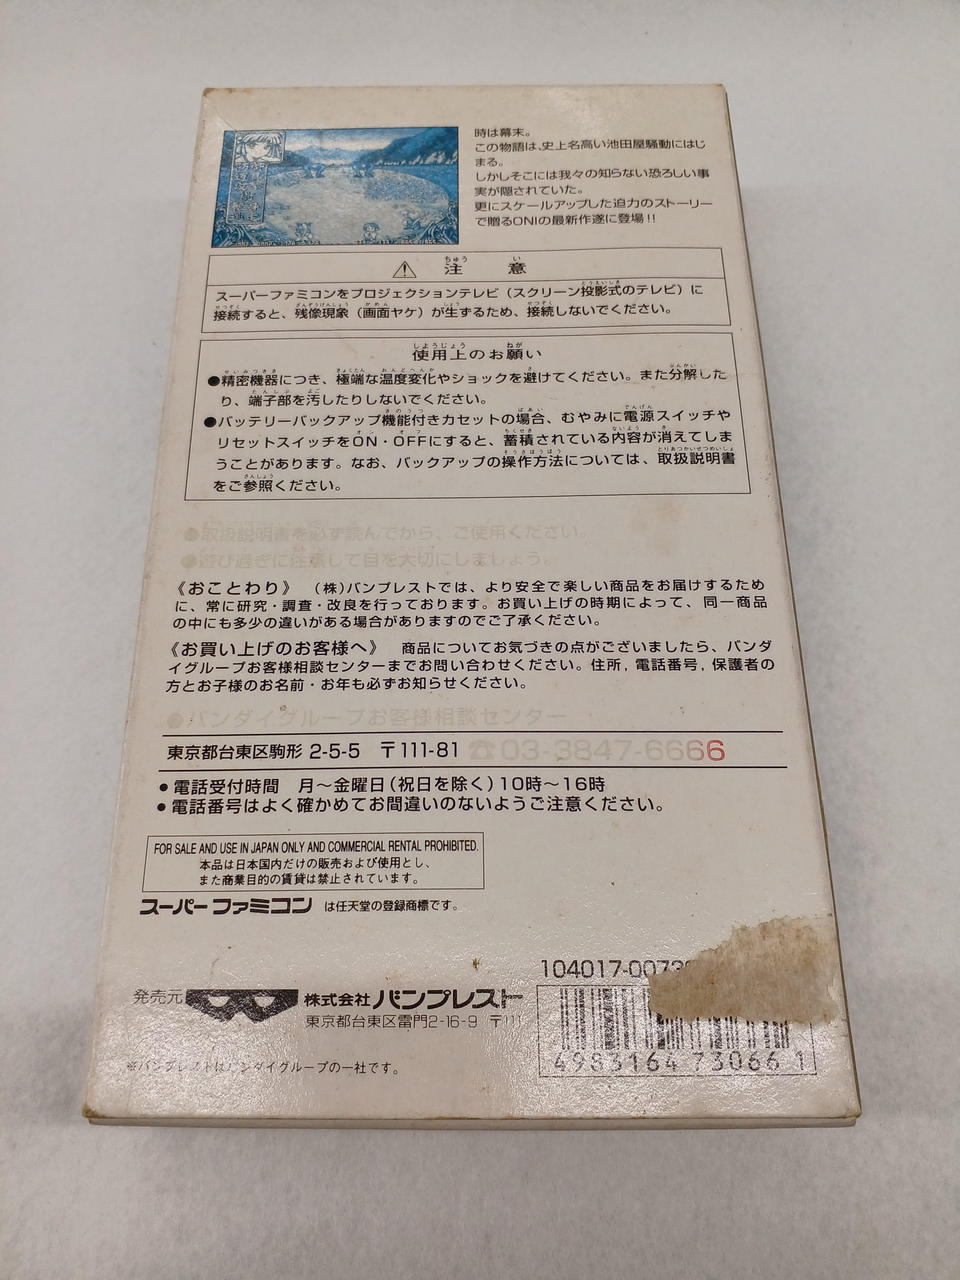 時は幕末。
この物語は、史上名高い池田屋騒動にはじ
まる。
しかしそこには我々の知らない恐ろしい事
実が隠されていた。
更にスケールアップした迫力のストーリー
で贈るONIの最新作遂に登場!!
⚠ 注意
スーパーファミコンをプロジェクションテレビ（スクリーン投影式のテレビ）に
接続すると、残像現象（画面ヤケ）が生ずるため、接続しないでください。
使用上のお願い
●精密機器につき、極端な温度変化やショックを避けてください。また分解した
り、端子部を汚したりしないでください。
●バッテリーバックアップ機能付きカセットの場合、むやみに電源スイッチや
リセットスイッチをON・OFFにすると、蓄積されている内容が消えてしま
うことがあります。なお、バックアップの操作方法については、取扱説明書
をご参照ください。
●取扱説明書を必ず読んでから、ご使用ください。
●遊び過ぎに注意して目を大切にしましょう。
《おことわり》 （株）バンプレストでは、より安全で楽しい商品をお届けするため
に、常に研究・調査・改良を行っております。お買い上げの時期によって、同一商品
の中にも多少の違いがある場合がありますのでご了承ください。
《お買い上げのお客様へ》 商品についてお気づきの点がございましたら、バンダ
イグループお客様相談センターまでお問い合わせください。住所，電話番号，保護者の
方とお子様のお名前・お年も必ずお知らせください。
●バンダイグループお客様相談センター
東京都台東区駒形 2-5-5 〒111-81 ☎03-3847-6666
●電話受付時間 月〜金曜日（祝日を除く）10時〜16時
●電話番号はよく確かめてお間違いのないようご注意ください。
FOR SALE AND USE IN JAPAN ONLY AND COMMERCIAL RENTAL PROHIBITED.
本品は日本国内だけの販売および使用とし、
また商業目的の賃貸は禁止されています。
スーパーファミコン は任天堂の登録商標です。
104017-0073
発売元 株式会社 バンプレスト
東京都台東区雷門2-16-9 〒111
4983164 73066 1
※バンプレストはバンダイグループの一社です。